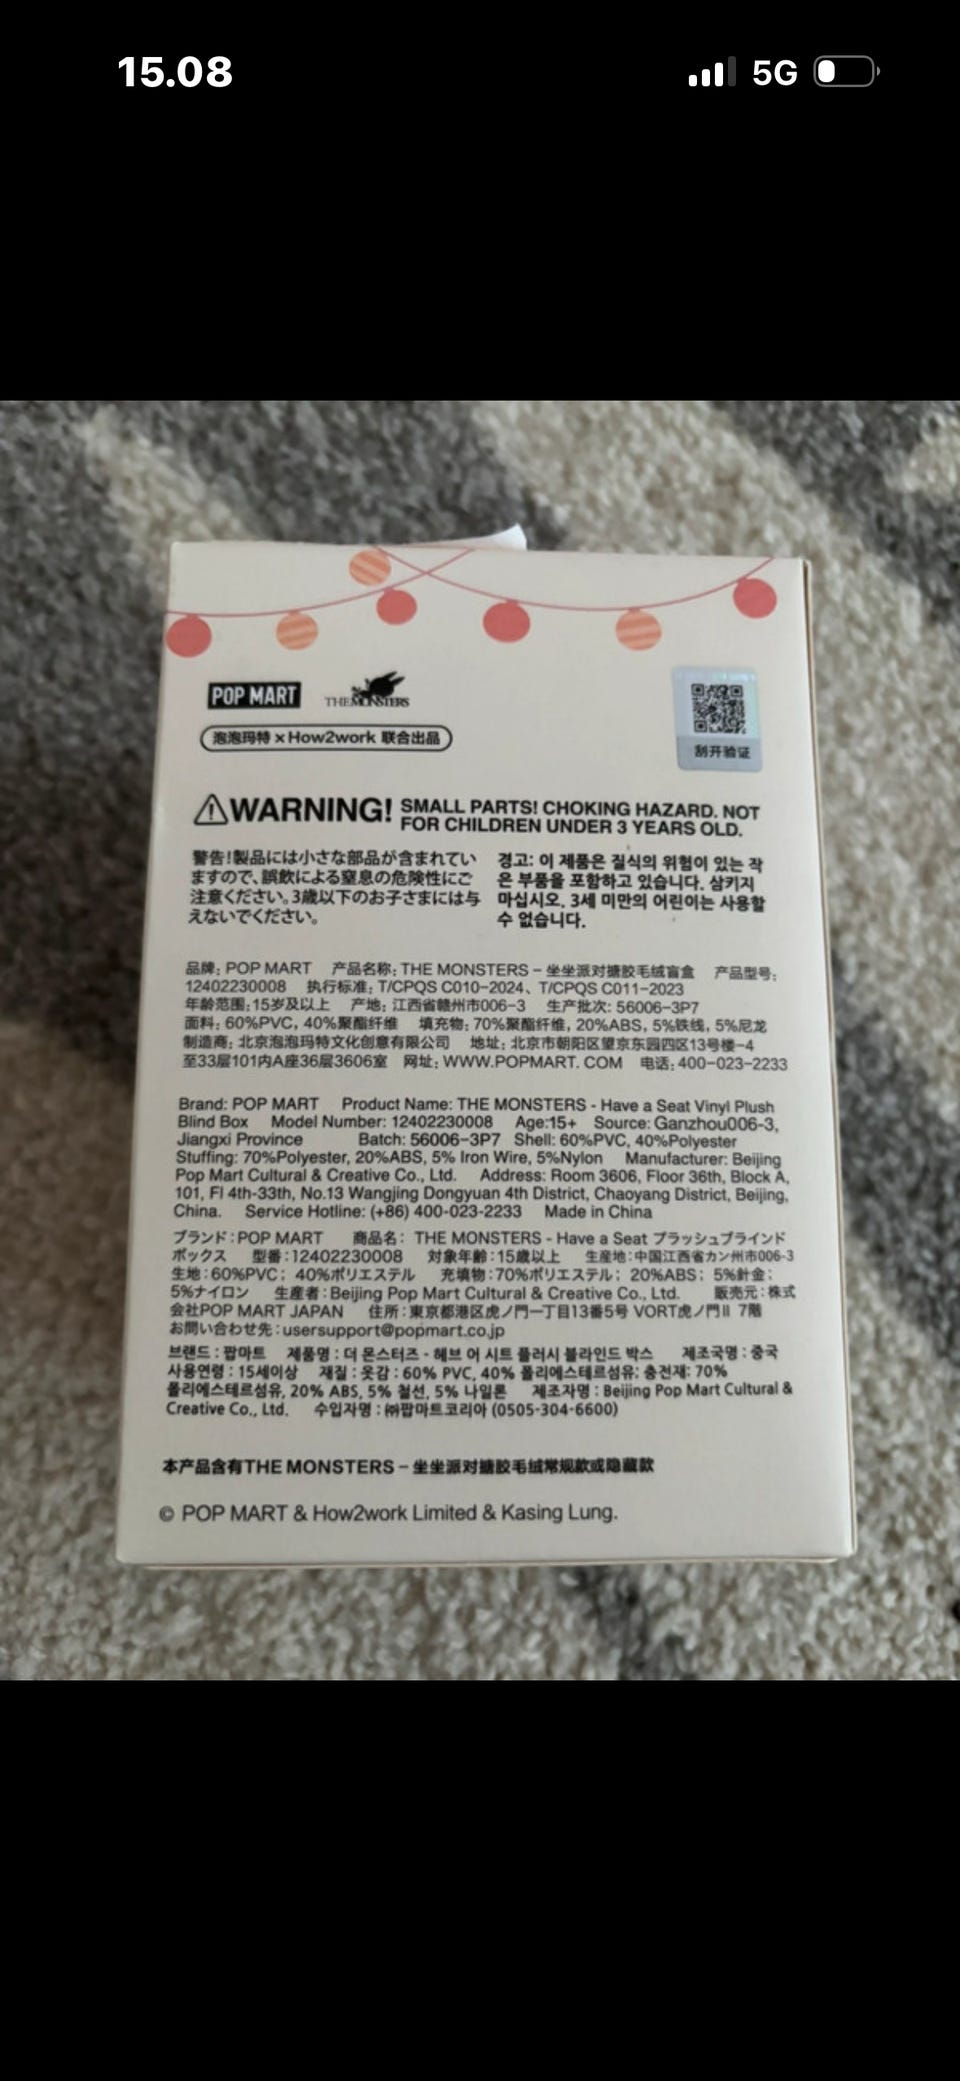 15.08
5G
POP MART
THE MONSTERS
泡泡玛特 × How2work 联合出品
刮开验证
WARNING! SMALL PARTS! CHOKING HAZARD. NOT
FOR CHILDREN UNDER 3 YEARS OLD.
警告!製品には小さな部品が含まれてい
ますので、誤飲による窒息の危険性にご
注意ください。3歳以下のお子さまには与
えないでください。
경고: 이 제품은 질식의 위험이 있는 작
은 부품을 포함하고 있습니다. 삼키지
마십시오. 3세 미만의 어린이는 사용할
수 없습니다.
品牌: POP MART 产品名称: THE MONSTERS – 坐坐派对搪胶毛绒盲盒 产品型号:
12402230008 执行标准: T/CPQS C010-2024、T/CPQS C011-2023
年龄范围:15岁及以上 产地: 江西省赣州市006-3 生产批次: 56006-3P7
面料: 60%PVC, 40%聚酯纤维 填充物: 70%聚酯纤维, 20%ABS, 5%铁线, 5%尼龙
制造商: 北京泡泡玛特文化创意有限公司 地址: 北京市朝阳区望京东园四区13号楼-4
至33层101内A座36层3606室 网址: WWW.POPMART. COM 电话: 400-023-2233
Brand: POP MART Product Name: THE MONSTERS - Have a Seat Vinyl Plush
Blind Box Model Number: 12402230008 Age:15+ Source: Ganzhou006-3,
Jiangxi Province Batch: 56006-3P7 Shell: 60%PVC, 40%Polyester
Stuffing: 70%Polyester, 20%ABS, 5% Iron Wire, 5%Nylon Manufacturer: Beijing
Pop Mart Cultural & Creative Co., Ltd. Address: Room 3606, Floor 36th, Block A,
101, Fl 4th-33th, No.13 Wangjing Dongyuan 4th District, Chaoyang District, Beijing,
China. Service Hotline: (+86) 400-023-2233 Made in China
ブランド:POP MART 商品名: THE MONSTERS - Have a Seat プラッシュブラインド
ボックス 型番:12402230008 対象年齢:15歳以上 生産地:中国江西省カン州市006-3
生地:60%PVC; 40%ポリエステル 充填物:70%ポリエステル; 20%ABS; 5%針金;
5%ナイロン 生産者:Beijing Pop Mart Cultural & Creative Co., Ltd. 販売元:株式
会社POP MART JAPAN 住所:東京都港区虎ノ門一丁目13番5号 VORT虎ノ門II 7階
お問い合わせ先:usersupport@popmart.co.jp
브랜드 : 팝마트 제품명 : 더 몬스터즈 - 헤브 어 시트 플러시 블라인드 박스 제조국명 : 중국
사용연령 : 15세이상 재질 : 옷감 : 60% PVC, 40% 폴리에스테르섬유: 충전재: 70%
폴리에스테르섬유, 20% ABS, 5% 철선, 5% 나일론 제조자명 : Beijing Pop Mart Cultural &
Creative Co., Ltd. 수입자명 : ㈜팝마트코리아 (0505-304-6600)
本产品含有THE MONSTERS – 坐坐派对搪胶毛绒常规款或隐藏款
© POP MART & How2work Limited & Kasing Lung.